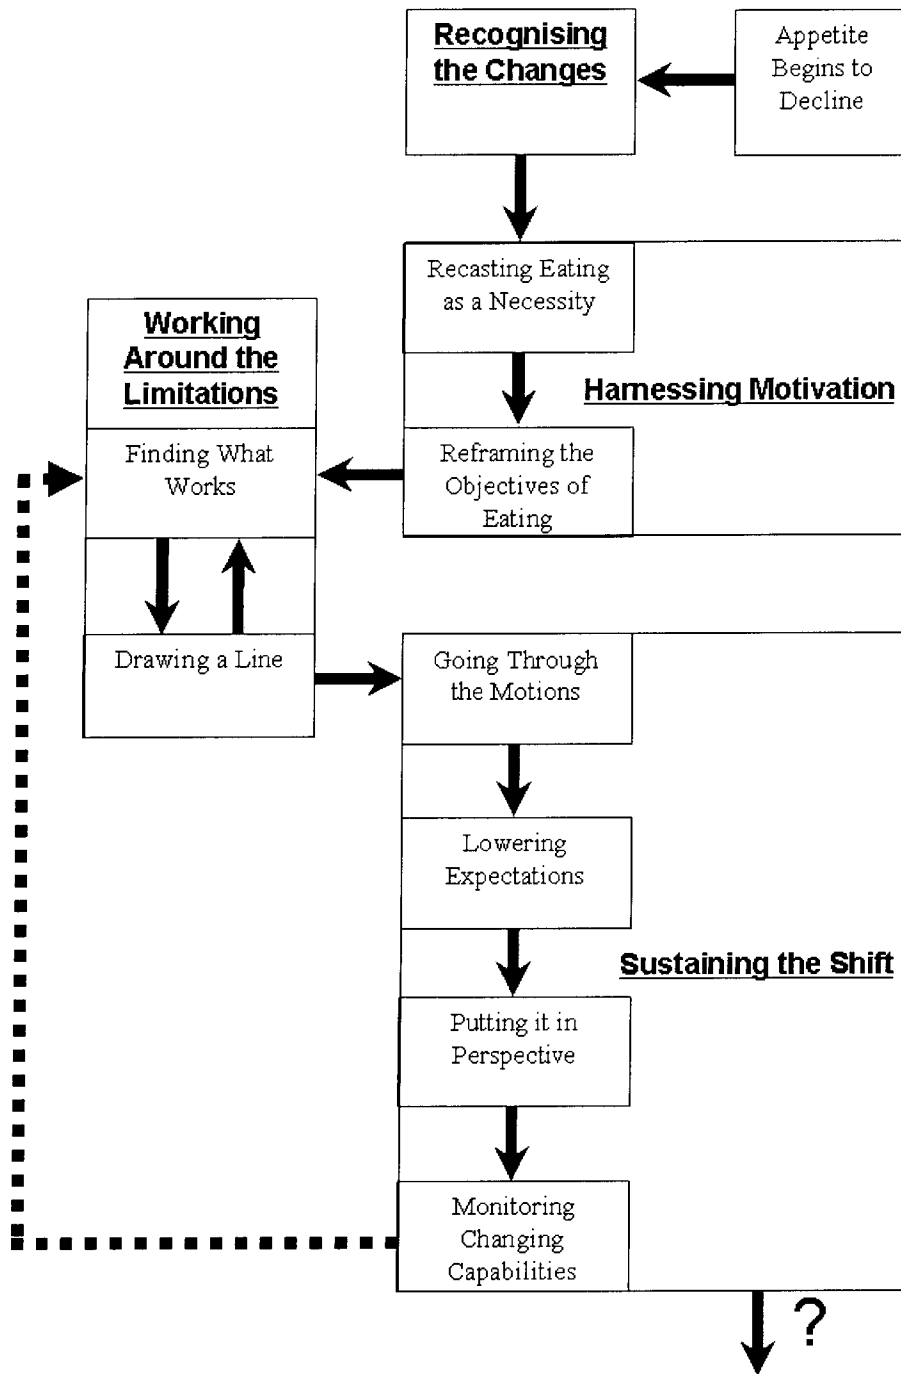 Recognising
the Changes
Appetite
Begins to
Decline
Recasting Eating
as a Necessity
Harnessing Motivation
Reframing the
Objectives of
Eating
Working
Around the
Limitations
Finding What
Works
Drawing a Line
Going Through
the Motions
Lowering
Expectations
Sustaining the Shift
Putting it in
Perspective
Monitoring
Changing
Capabilities
?